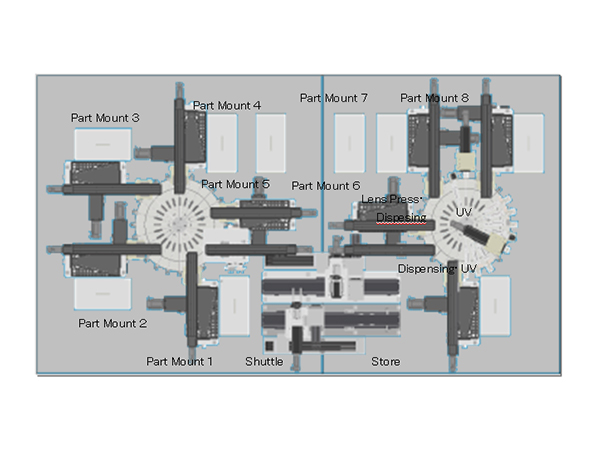 Part Mount 7
Part Mount 8
Part Mount 4
Part Mount 3
Part Mount 5
Part Mount 6
Lens Press·
Dispesing
UV
Dispensing· UV
Part Mount 2
Part Mount 1
Shuttle
Store